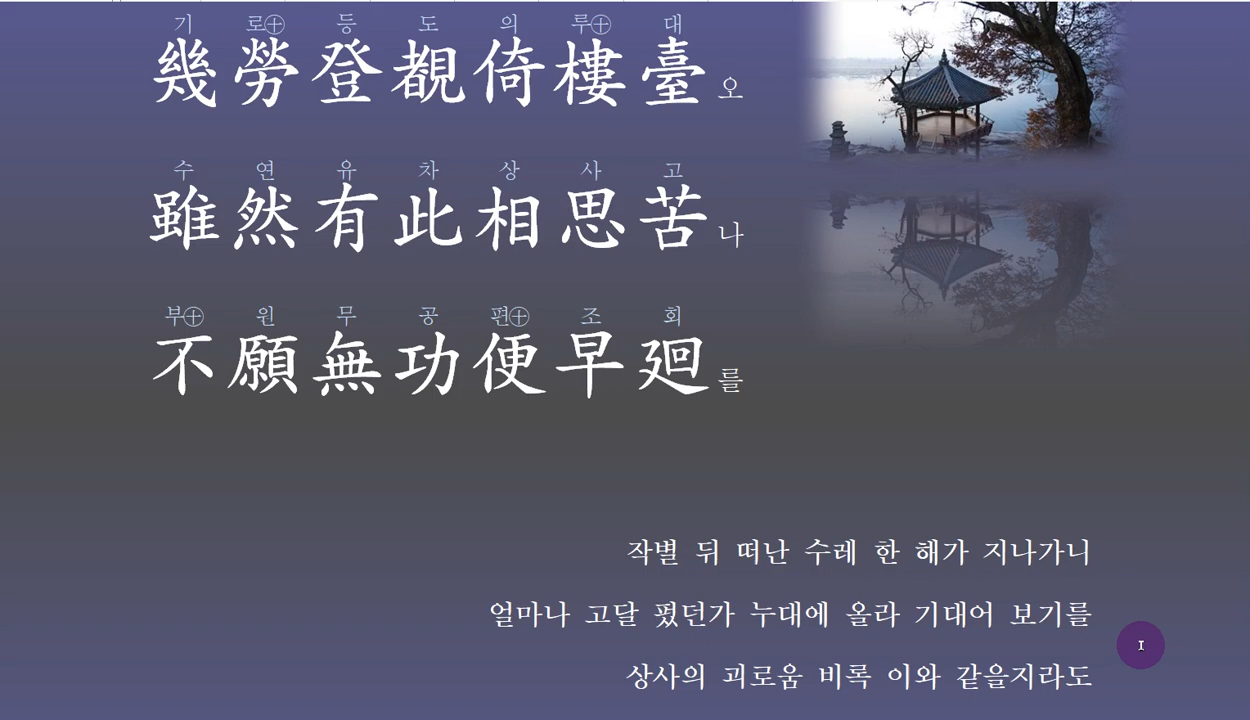 기 로㊉ 등 도 의 루㊉ 대
幾勞登覩倚樓臺오
수 연 유 차 상 사 고
雖然有此相思苦나
부㊉ 원 무 공 편㊉ 조 회
不願無功便早廻를
작별 뒤 떠난 수레 한 해가 지나가니
얼마나 고달 펐던가 누대에 올라 기대어 보기를
상사의 괴로움 비록 이와 같을지라도